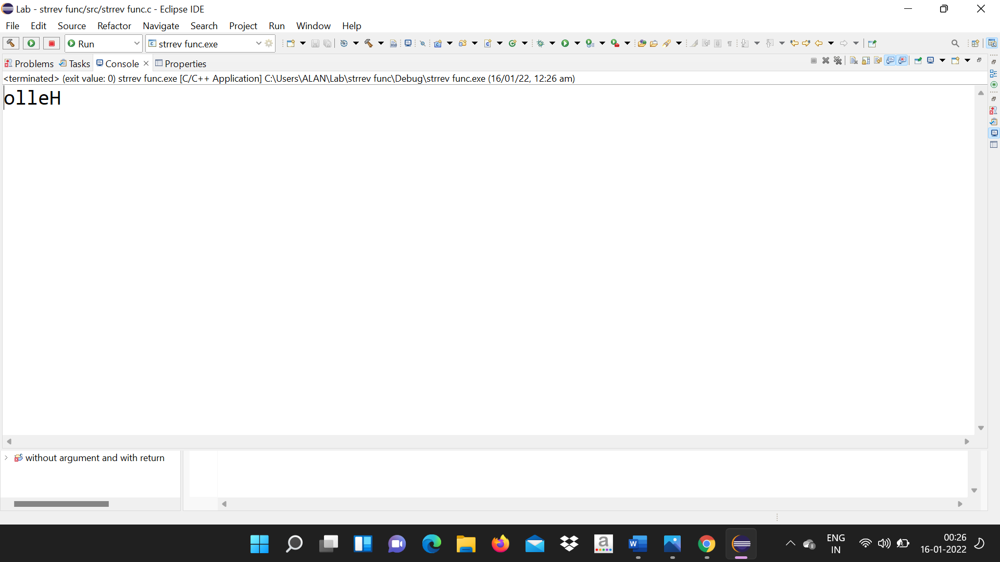 Lab - strrev func/src/strrev func.c - Eclipse IDE
File Edit Source Refactor Navigate Search Project Run Window Help
Run strrev func.exe
Problems Tasks Console Properties
<terminated> (exit value: 0) strrev func.exe [C/C++ Application] C:\Users\ALAN\Lab\strrev func\Debug\strrev func.exe (16/01/22, 12:26 am)
olleH
without argument and with return
ENG
IN
00:26
16-01-2022